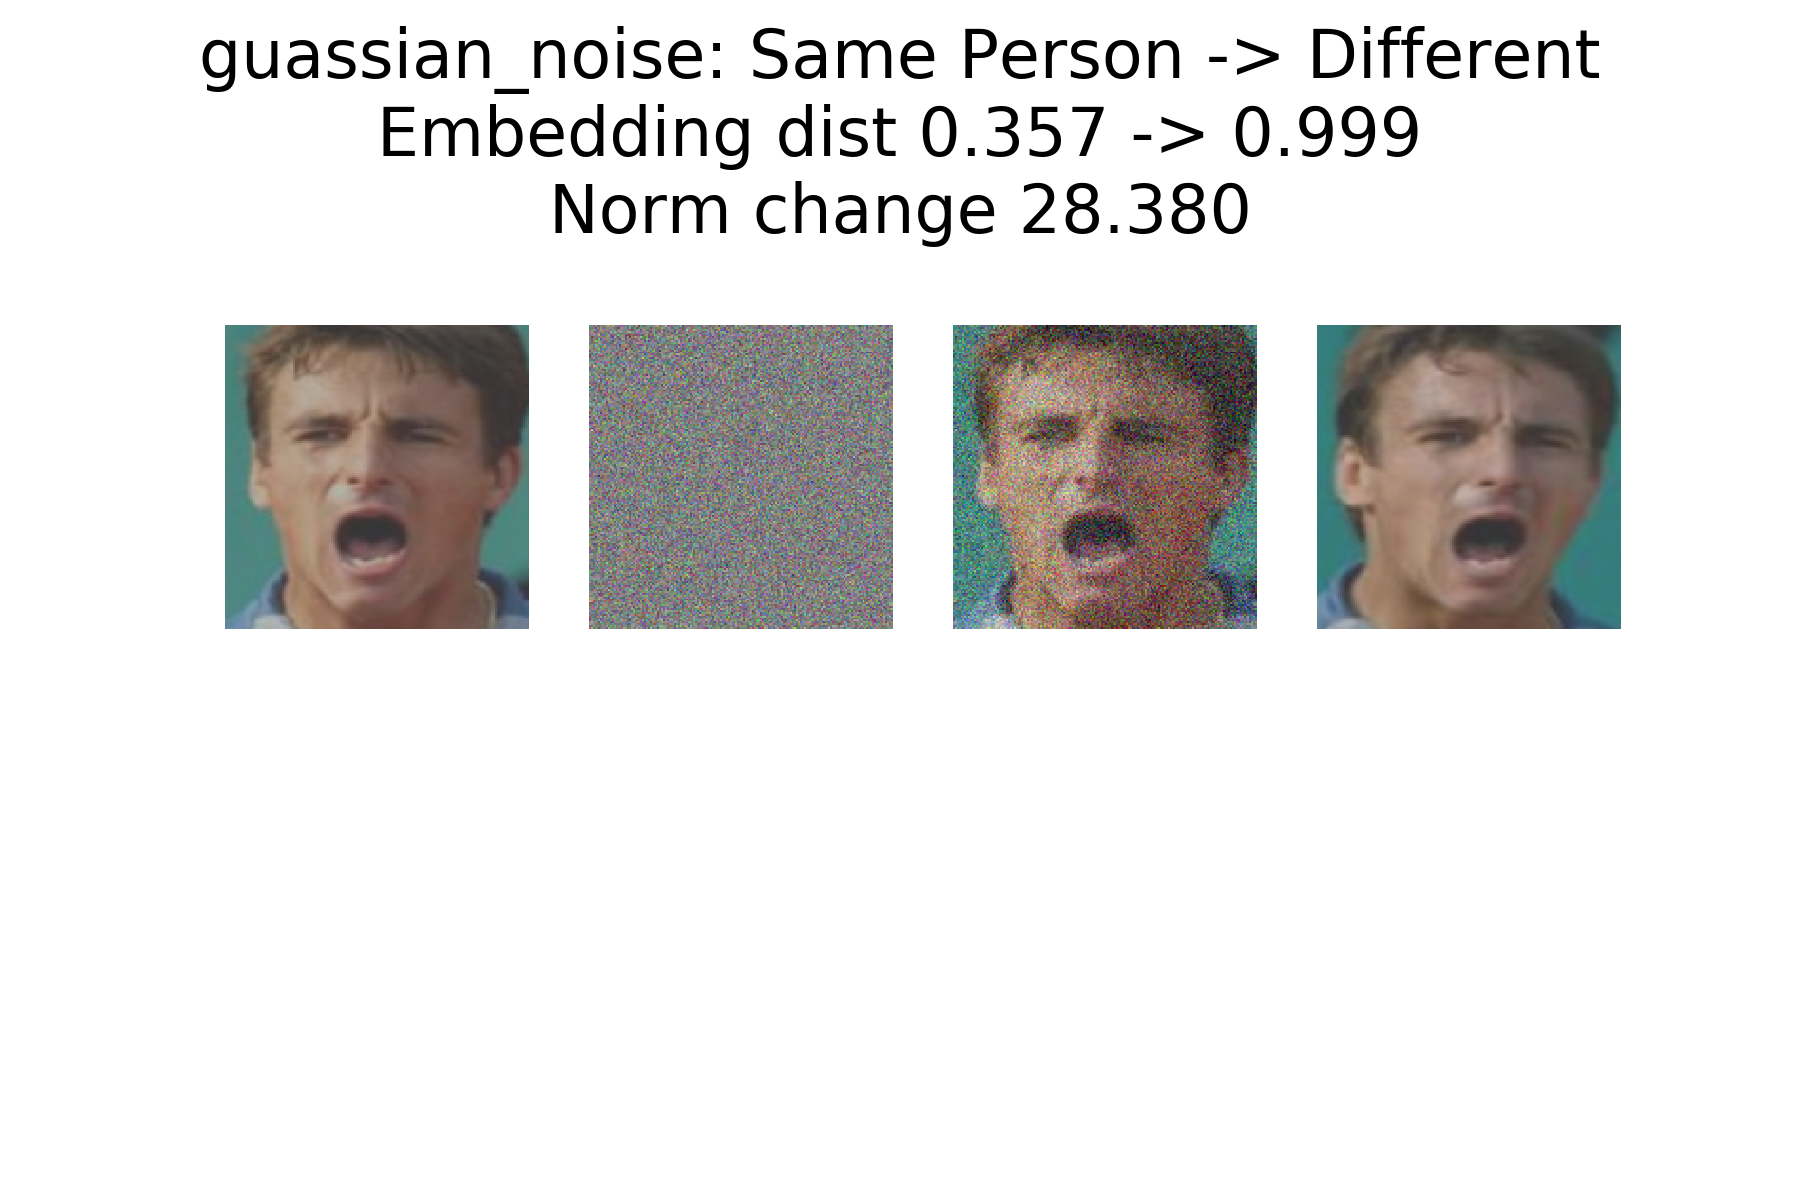 guassian_noise: Same Person -> Different
Embedding dist 0.357 -> 0.999
Norm change 28.380